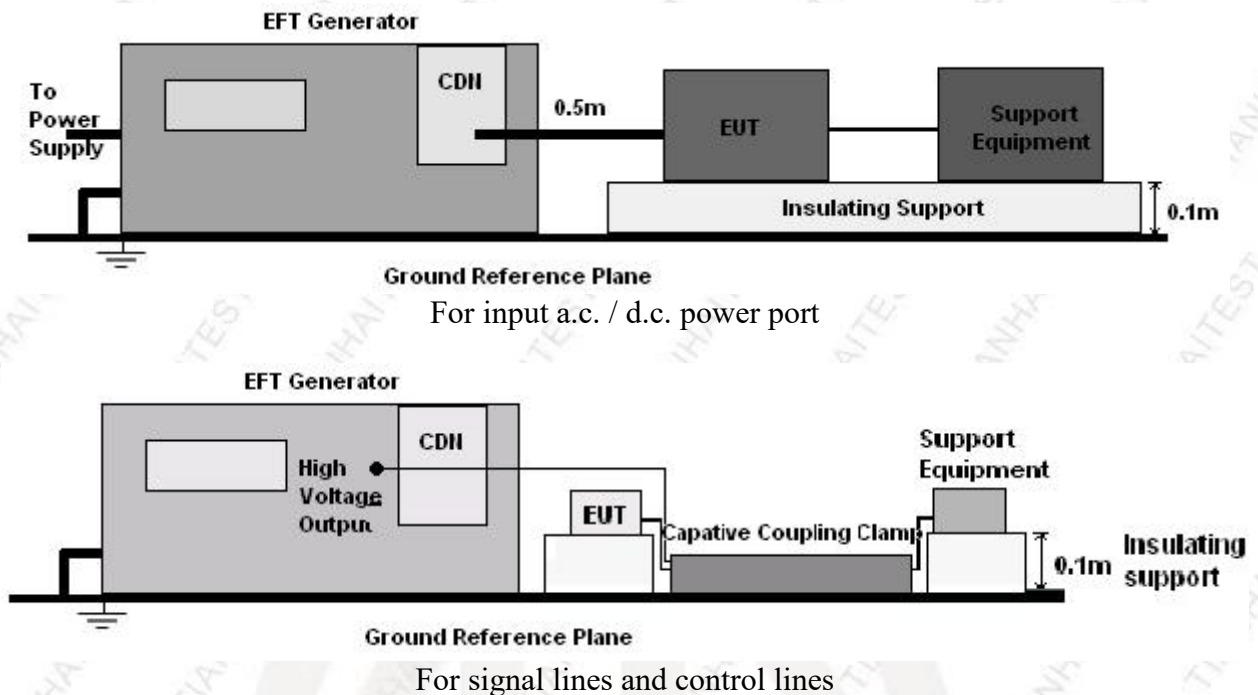 EFT Generator
CDN
To
Power
Supply
0.5m
EUT
Support
Equipment
Insulating Support
0.1m
Ground Reference Plane
For input a.c. / d.c. power port
EFT Generator
CDN
High
Voltage
Output
EUT
Capative Coupling Clamp
Support
Equipment
0.1m
Insulating
support
Ground Reference Plane
For signal lines and control lines